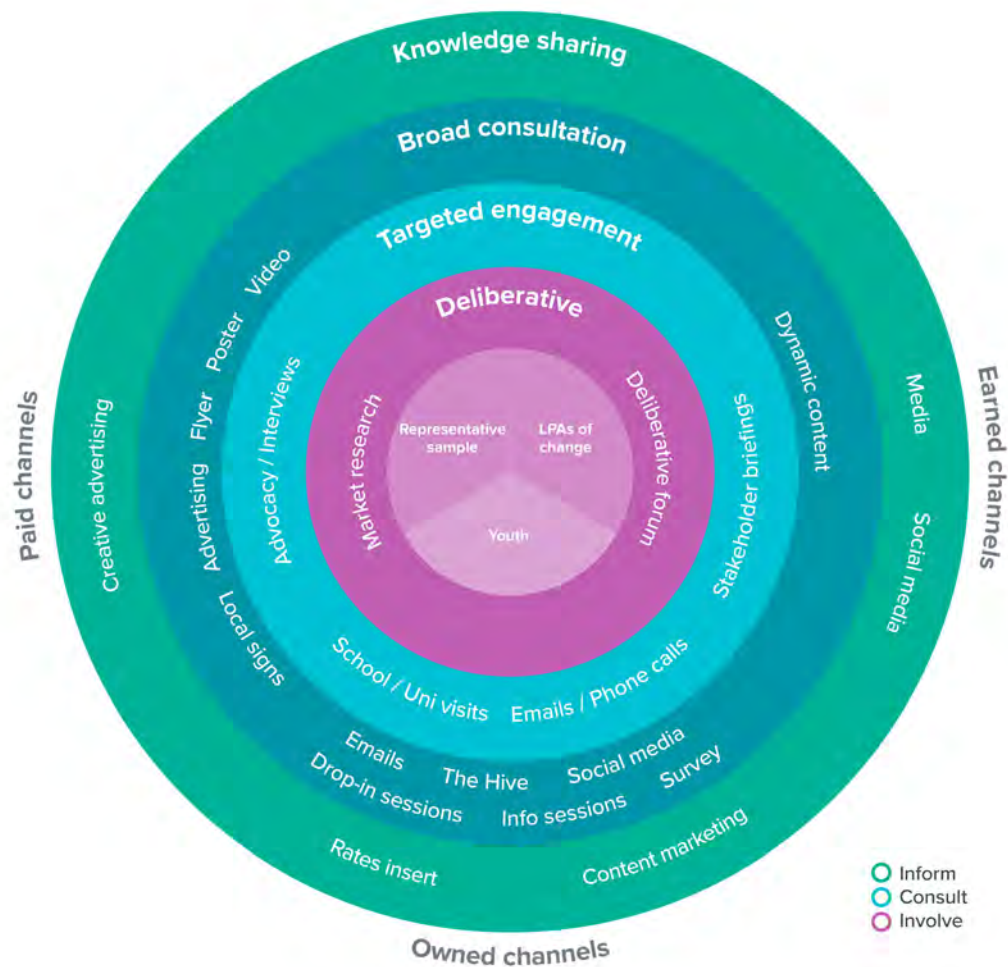 Knowledge sharing
Broad consultation
Targeted engagement
Deliberative
Representative
sample
LPAs of
change
Youth
Market research
Deliberative forum
Advocacy / Interviews
School / Uni visits
Emails / Phone calls
Stakeholder briefings
Video
Poster
Flyer
Advertising
Local signs
Emails
The Hive
Social media
Drop-in sessions
Info sessions
Survey
Dynamic content
Creative advertising
Rates insert
Content marketing
Social media
Media
Paid channels
Owned channels
Earned channels
Inform
Consult
Involve